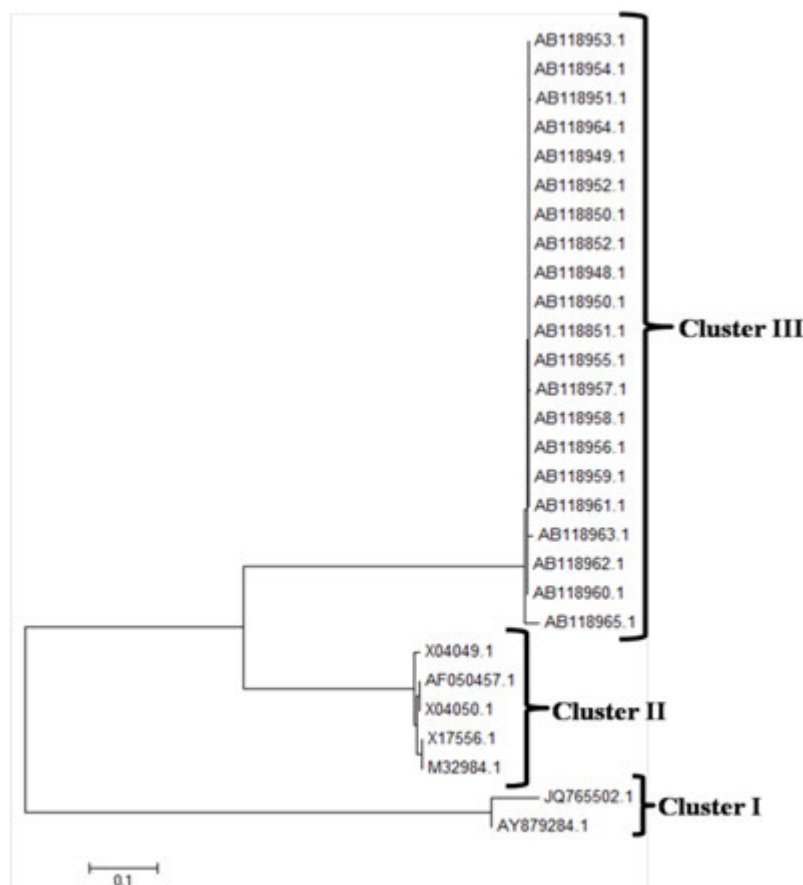 AB118953.1
AB118954.1
AB118951.1
AB118964.1
AB118949.1
AB118952.1
AB118850.1
AB118852.1
AB118948.1
AB118950.1
AB118851.1
Cluster III
AB118955.1
AB118957.1
AB118958.1
AB118956.1
AB118959.1
AB118961.1
AB118963.1
AB118962.1
AB118960.1
AB118965.1
X04049.1
AF050457.1
X04050.1
Cluster II
X17556.1
M32984.1
JQ765502.1
Cluster I
AY879284.1
0.1